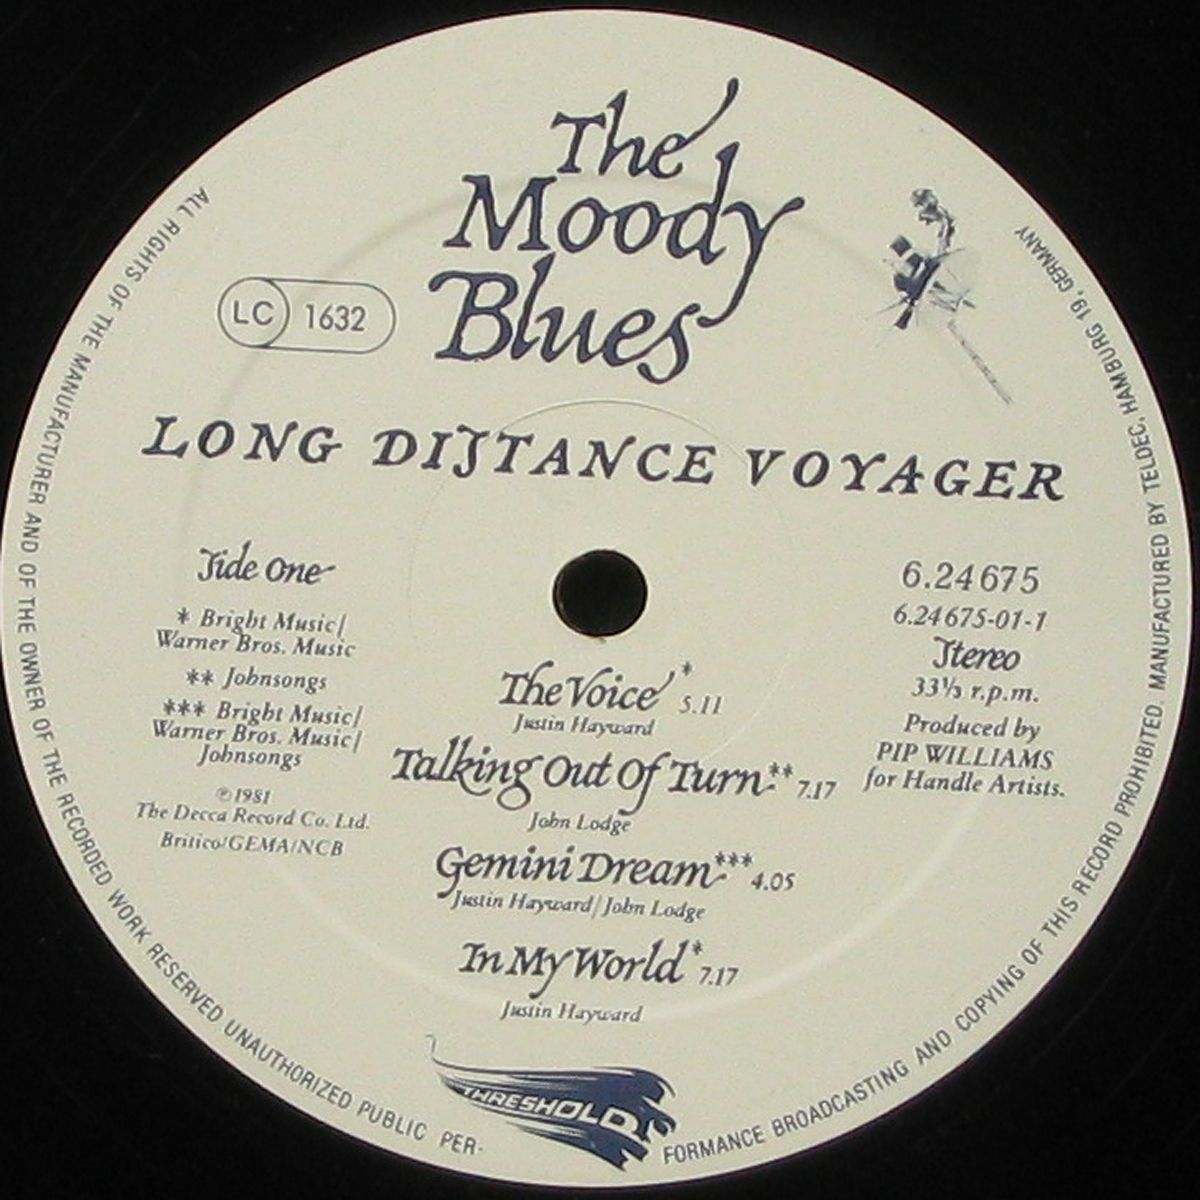 The
Moody
Blues
LC 1632
LONG DISTANCE VOYAGER
Side One
* Bright Music/
Warner Bros. Music
** Johnsongs
*** Bright Music/
Warner Bros. Music/
Johnsongs
℗ 1981
The Decca Record Co. Ltd.
Britico/GEMA/NCB
6.24675
6.24675-01-1
Stereo
33⅓ r.p.m.
Produced by
PIP WILLIAMS
for Handle Artists.
The Voice* 5.11
Justin Hayward
Talking Out Of Turn** 7.17
John Lodge
Gemini Dream*** 4.05
Justin Hayward/John Lodge
In My World* 7.17
Justin Hayward
THRESHOLD
ALL RIGHTS OF THE MANUFACTURER AND OF THE OWNER OF THE RECORDED WORK RESERVED UNAUTHORIZED PUBLIC PER-
FORMANCE BROADCASTING AND COPYING OF THIS RECORD PROHIBITED. MANUFACTURED BY TELDEC, HAMBURG 19, GERMANY